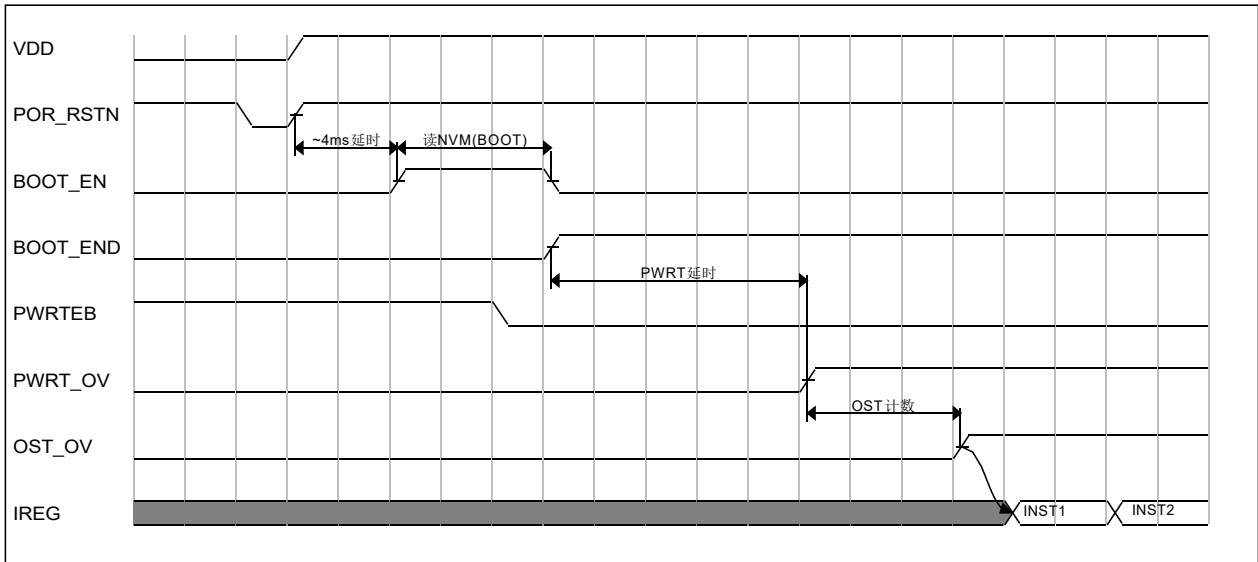 VDD
POR_RSTN
~4ms延时
读NVM(BOOT)
BOOT_EN
BOOT_END
PWRT延时
PWRTEB
PWRT_OV
OST计数
OST_OV
IREG
INST1
INST2